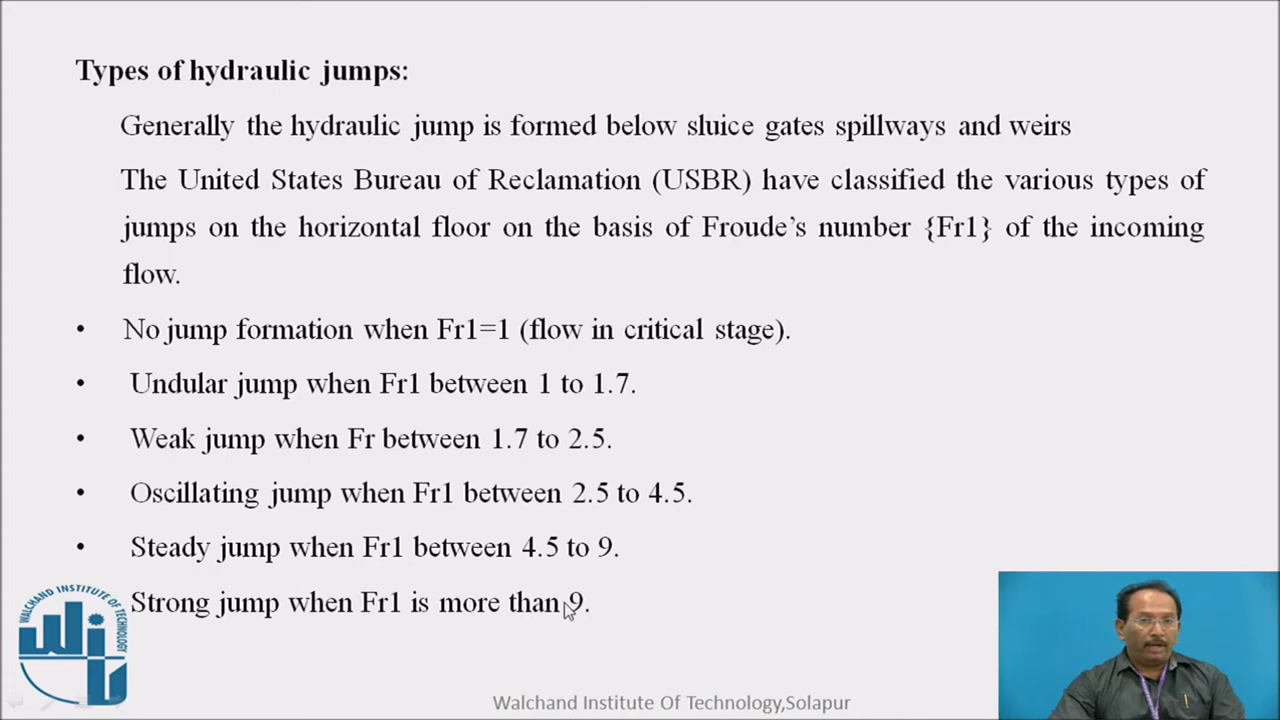 Types of hydraulic jumps:
Generally the hydraulic jump is formed below sluice gates spillways and weirs
The United States Bureau of Reclamation (USBR) have classified the various types of
jumps on the horizontal floor on the basis of Froude’s number {Fr1} of the incoming
flow.
• No jump formation when Fr1=1 (flow in critical stage).
• Undular jump when Fr1 between 1 to 1.7.
• Weak jump when Fr between 1.7 to 2.5.
• Oscillating jump when Fr1 between 2.5 to 4.5.
• Steady jump when Fr1 between 4.5 to 9.
Strong jump when Fr1 is more than 9.
WALCHAND INSTITUTE OF TECHNOLOGY
WIT
Walchand Institute Of Technology,Solapur